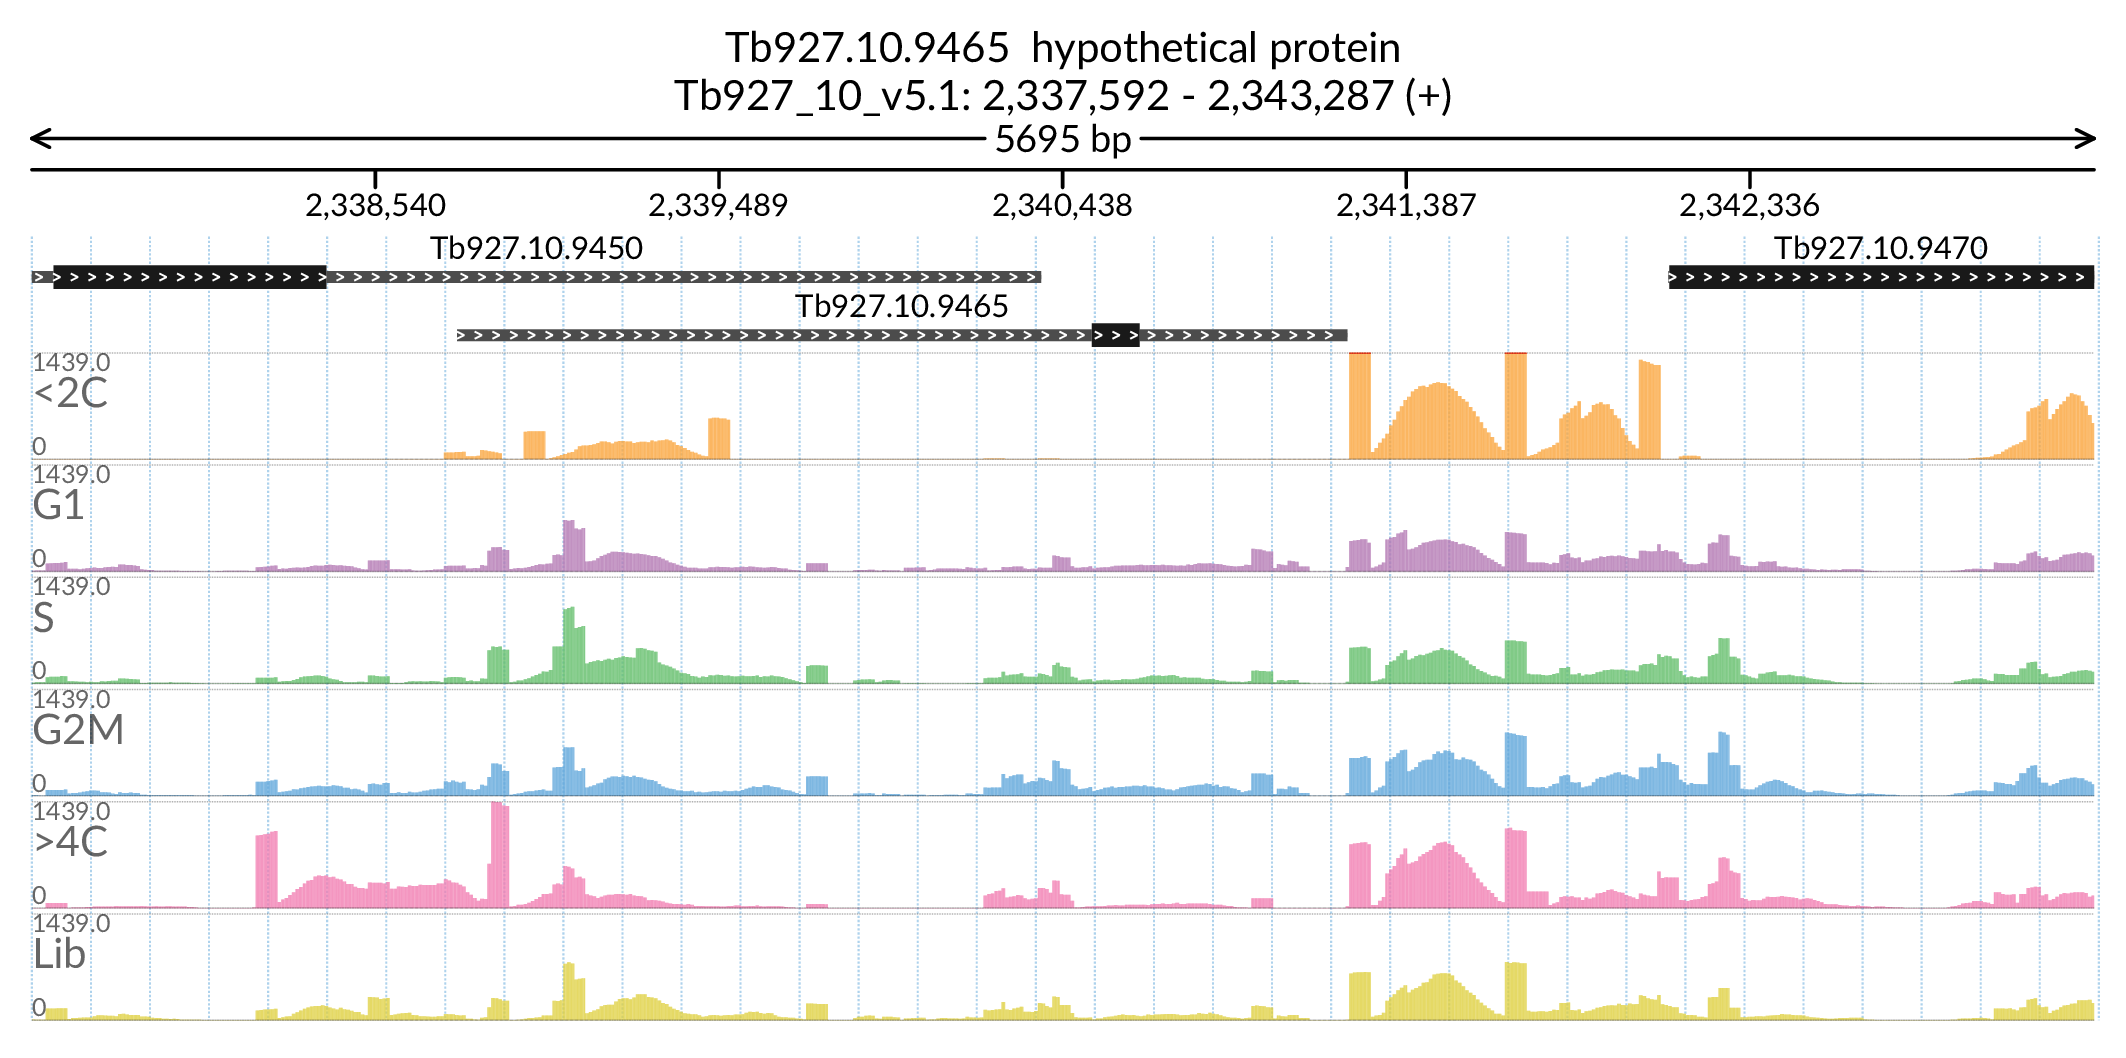 Tb927.10.9465  hypothetical protein
Tb927_10_v5.1: 2,337,592 - 2,343,287 (+)
5695 bp
2,338,540 2,339,489 2,340,438 2,341,387 2,342,336
Tb927.10.9450 Tb927.10.9470
Tb927.10.9465
1439.0
<2C
0
1439.0
G1
0
1439.0
S
0
1439.0
G2M
0
1439.0
>4C
0
1439.0
Lib
0